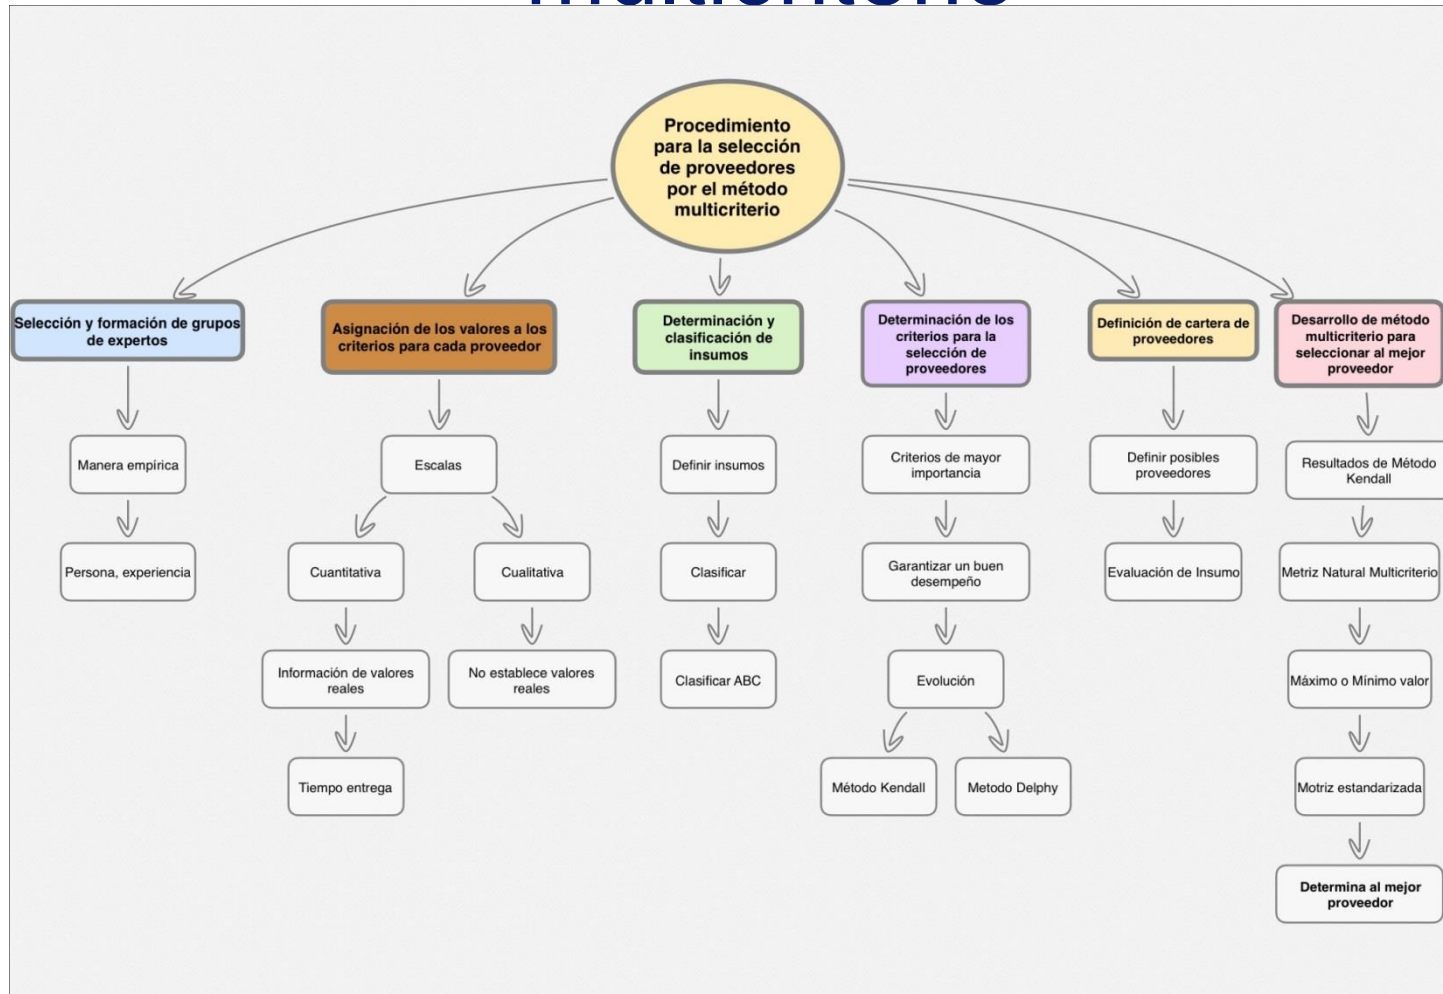 multicriterio
Procedimiento
para la selección
de proveedores
por el método
multicriterio
Selección y formación de grupos
de expertos
Manera empírica
Persona, experiencia
Asignación de los valores a los
criterios para cada proveedor
Escalas
Cuantitativa
Cualitativa
Información de valores
reales
No establece valores
reales
Tiempo entrega
Determinación y
clasificación de
insumos
Definir insumos
Clasificar
Clasificar ABC
Determinación de los
criterios para la
selección de
proveedores
Criterios de mayor
importancia
Garantizar un buen
desempeño
Evolución
Método Kendall
Metodo Delphy
Definición de cartera de
proveedores
Definir posibles
proveedores
Evaluación de Insumo
Desarrollo de método
multicriterio para
seleccionar al mejor
proveedor
Resultados de Método
Kendall
Metriz Natural Multicriterio
Máximo o Mínimo valor
Motriz estandarizada
Determina al mejor
proveedor